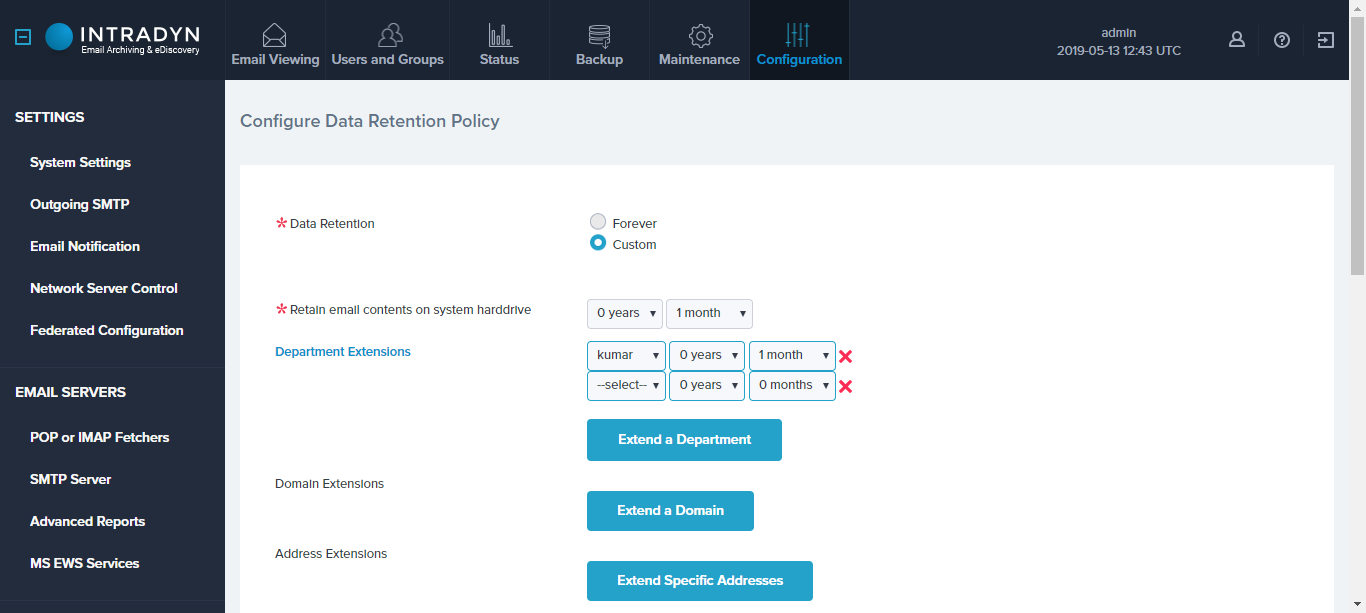 INTRADYN
Email Archiving & eDiscovery
Email Viewing
Users and Groups
Status
Backup
Maintenance
Configuration
admin
2019-05-13 12:43 UTC
SETTINGS
System Settings
Outgoing SMTP
Email Notification
Network Server Control
Federated Configuration
EMAIL SERVERS
POP or IMAP Fetchers
SMTP Server
Advanced Reports
MS EWS Services
Configure Data Retention Policy
* Data Retention
Forever
Custom
* Retain email contents on system harddrive
0 years 1 month
Department Extensions
kumar 0 years 1 month
--select-- 0 years 0 months
Extend a Department
Domain Extensions
Extend a Domain
Address Extensions
Extend Specific Addresses